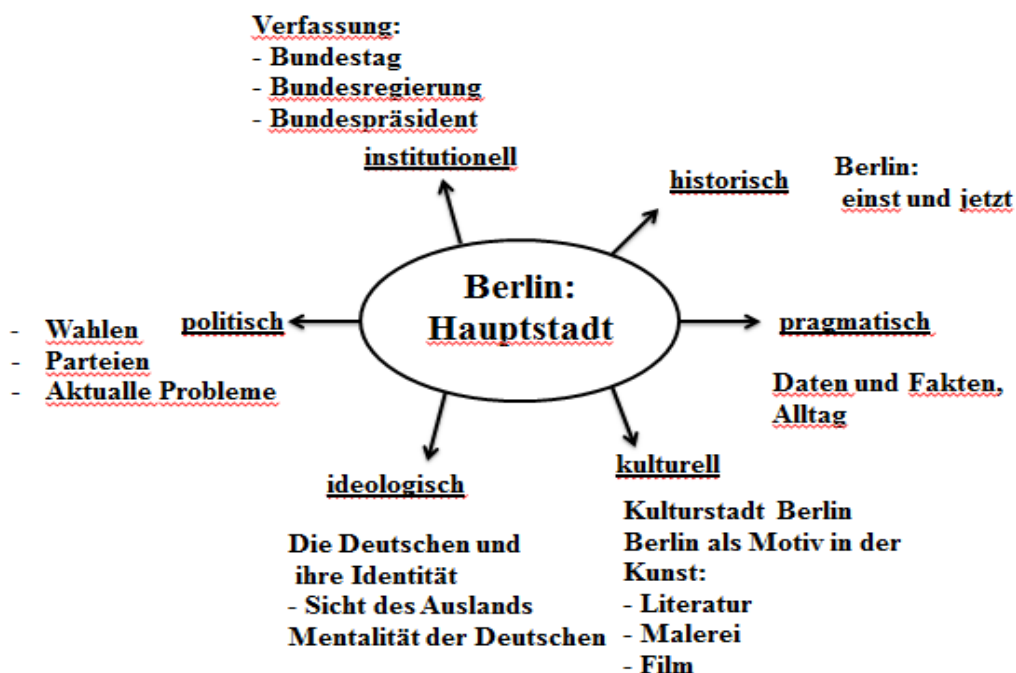 Verfassung:
- Bundestag
- Bundesregierung
- Bundespräsident
institutionell
historisch
Berlin:
einst und jetzt
Berlin:
Hauptstadt
politisch
- Wahlen
- Parteien
- Aktualle Probleme
pragmatisch
Daten und Fakten,
Alltag
ideologisch
Die Deutschen und
ihre Identität
- Sicht des Auslands
Mentalität der Deutschen
kulturell
Kulturstadt Berlin
Berlin als Motiv in der
Kunst:
- Literatur
- Malerei
- Film